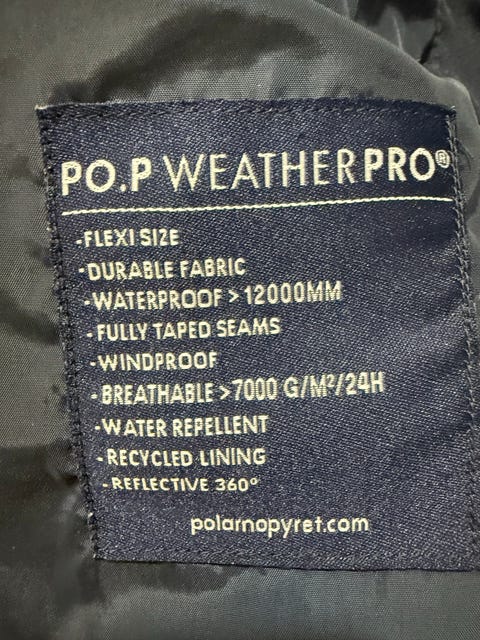 PO.P WEATHERPRO®
-FLEXI SIZE
-DURABLE FABRIC
-WATERPROOF >12000MM
-FULLY TAPED SEAMS
-WINDPROOF
-BREATHABLE >7000 G/M²/24H
-WATER REPELLENT
-RECYCLED LINING
-REFLECTIVE 360°
polarnopyret.com